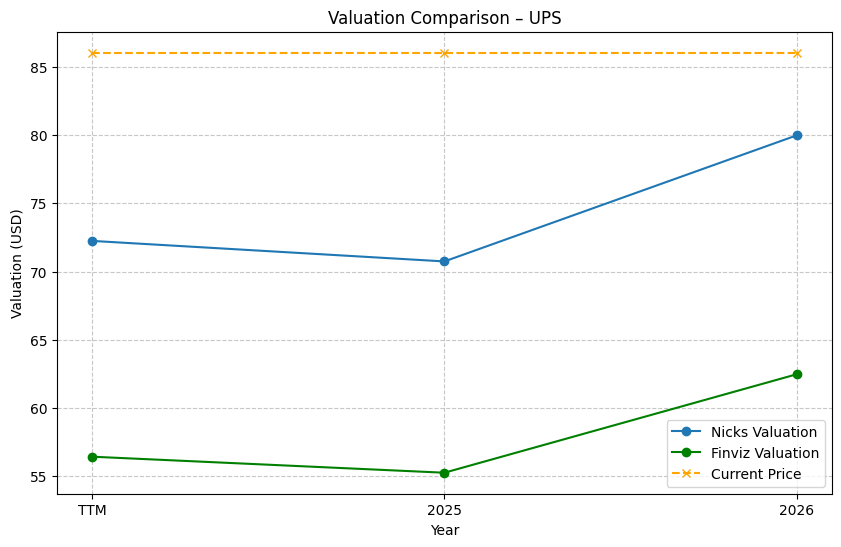 Valuation Comparison – UPS
Valuation (USD)
85
80
75
70
65
60
55
TTM
2025
2026
Year
Nicks Valuation
Finviz Valuation
Current Price